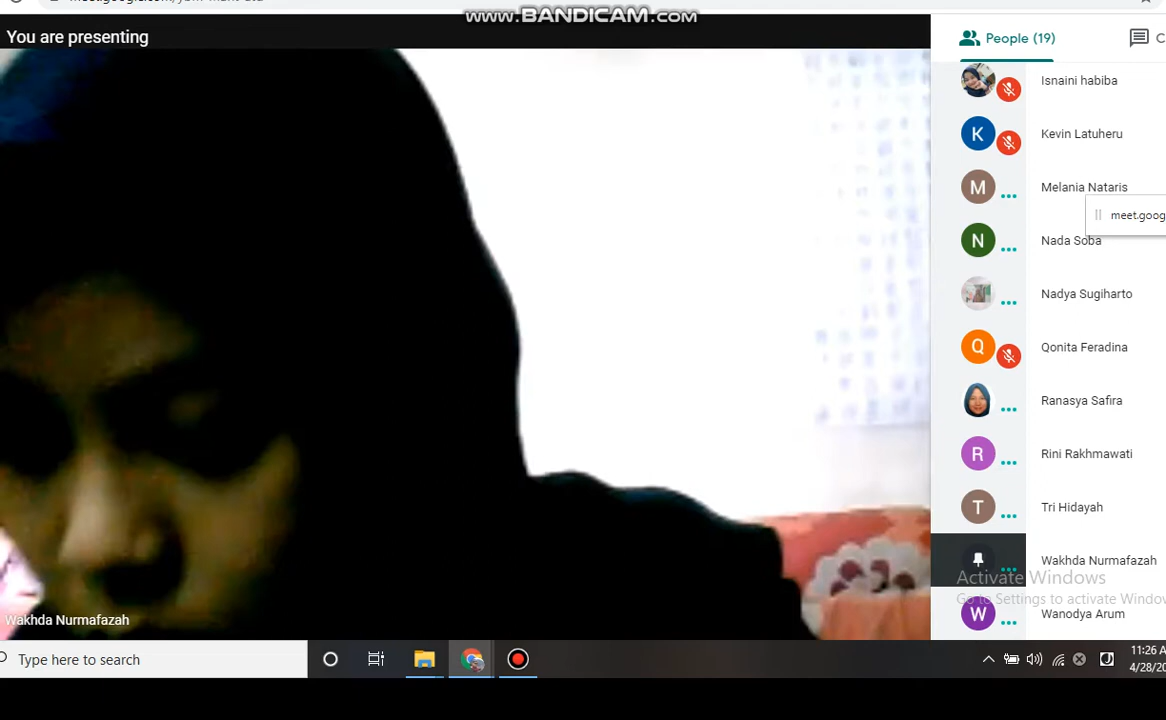 www.BANDICAM.com
You are presenting
People (19)
Isnaini habiba
K
Kevin Latuheru
M
Melania Nataris
meet.goog
N
Nada Soba
Nadya Sugiharto
Q
Qonita Feradina
Ranasya Safira
R
Rini Rakhmawati
T
Tri Hidayah
Wakhda Nurmafazah
Activate Windows
Go to Settings to activate Windo
W
Wanodya Arum
Wakhda Nurmafazah
Type here to search
11:26 A
4/28/20